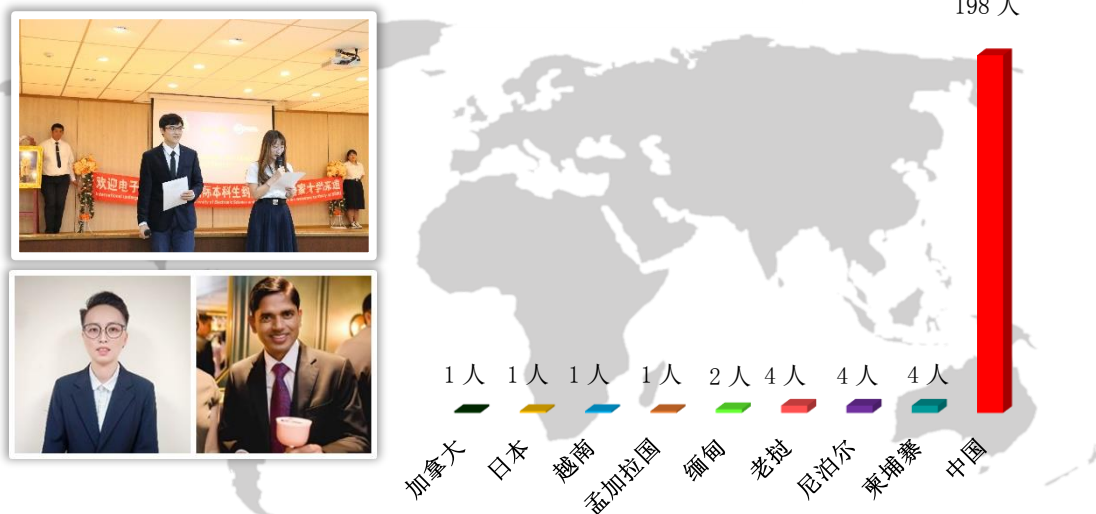 198 人
欢迎电子
际本科生到
1 人 1 人 1 人 1 人 2 人 4 人 4 人 4 人
加拿大
日本
越南
孟加拉国
缅甸
老挝
尼泊尔
柬埔寨
中国